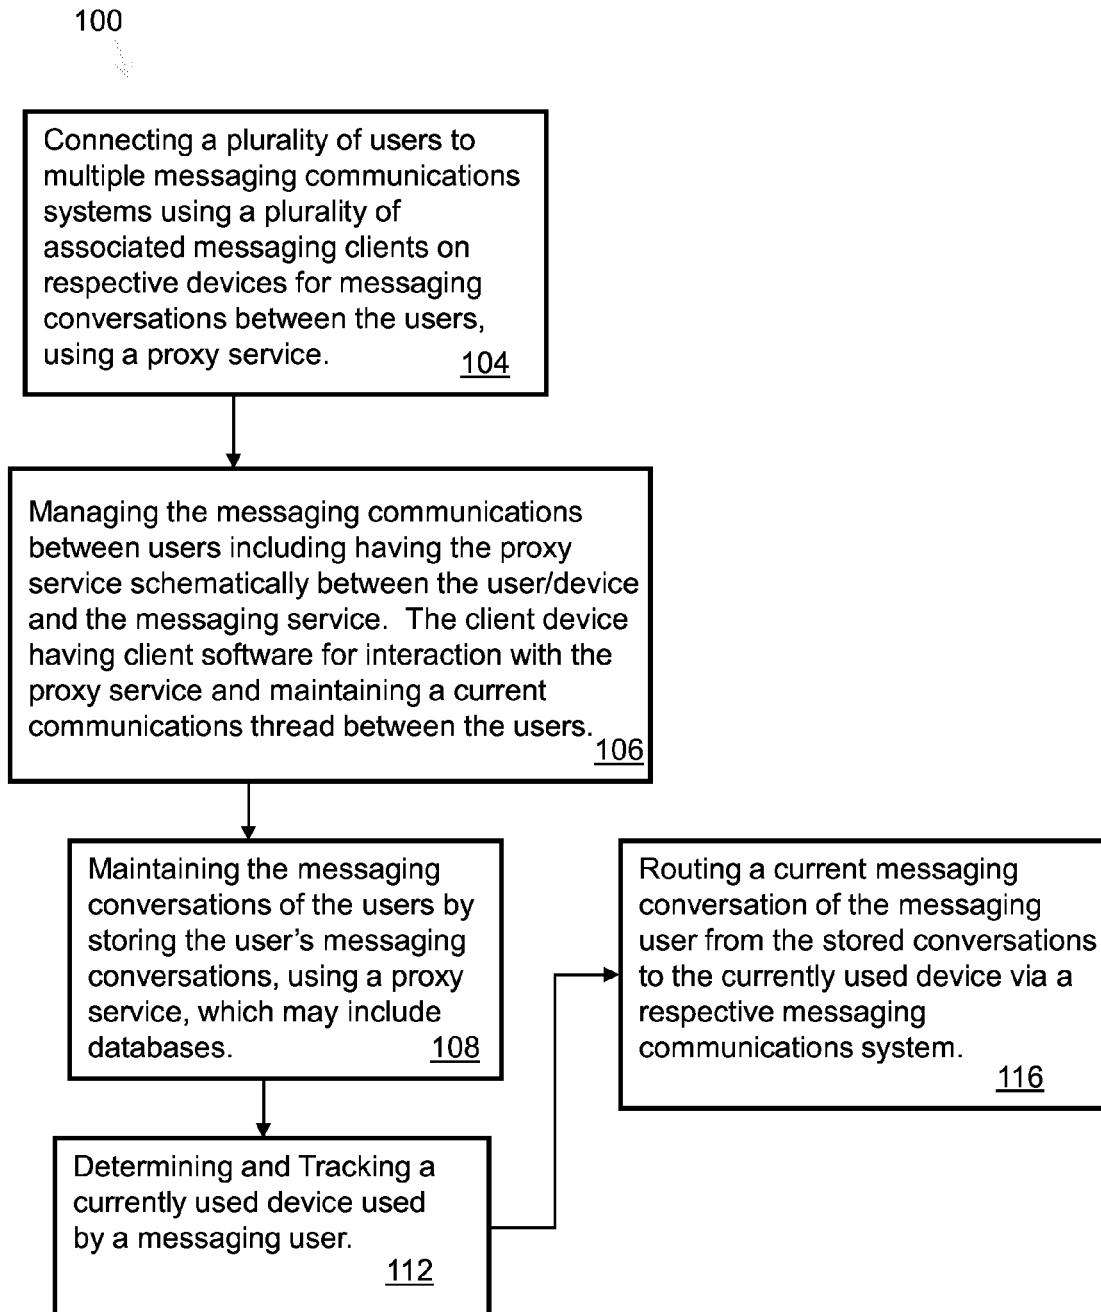 100
Connecting a plurality of users to
multiple messaging communications
systems using a plurality of
associated messaging clients on
respective devices for messaging
conversations between the users,
using a proxy service.
104
Managing the messaging communications
between users including having the proxy
service schematically between the user/device
and the messaging service.  The client device
having client software for interaction with the
proxy service and maintaining a current
communications thread between the users.
106
Maintaining the messaging
conversations of the users by
storing the user's messaging
conversations, using a proxy
service, which may include
databases.
108
Determining and Tracking a
currently used device used
by a messaging user.
112
Routing a current messaging
conversation of the messaging
user from the stored conversations
to the currently used device via a
respective messaging
communications system.
116